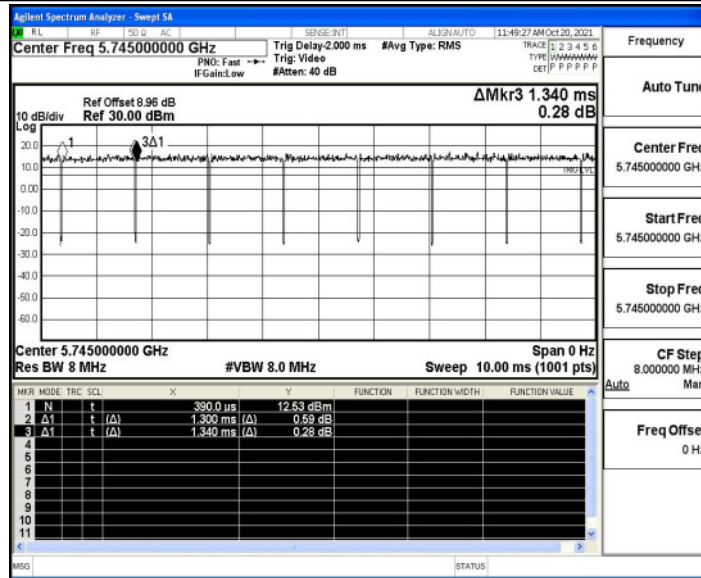 Agilent Spectrum Analyzer - Swept SA
RL RF 50 Ω AC SENSE:INT ALIGNAUTO 11:49:27 AM Oct 20, 2021
Center Freq 5.745000000 GHz
PNO: Fast
IFGain:Low
Trig Delay-2.000 ms
Trig: Video
#Atten: 40 dB
#Avg Type: RMS
TRACE 1 2 3 4 5 6
TYPE WWWWWW
DET P P P P P P
ΔMkr3 1.340 ms
0.28 dB
Ref Offset 8.96 dB
10 dB/div Ref 30.00 dBm
Log
20.0
10.0
0.00
-10.0
-20.0
-30.0
-40.0
-50.0
-60.0
1
3Δ1
TRIG LVL
Center 5.745000000 GHz Span 0 Hz
Res BW 8 MHz #VBW 8.0 MHz Sweep 10.00 ms (1001 pts)
MKR MODE TRC SCL X Y FUNCTION FUNCTION WIDTH FUNCTION VALUE
1 N t 390.0 us 12.53 dBm
2 Δ1 t (Δ) 1.300 ms (Δ) 0.59 dB
3 Δ1 t (Δ) 1.340 ms (Δ) 0.28 dB
4
5
6
7
8
9
10
11
MSG STATUS
Frequency
Auto Tune
Center Freq
5.745000000 GHz
Start Freq
5.745000000 GHz
Stop Freq
5.745000000 GHz
CF Step
8.000000 MHz
Auto Man
Freq Offset
0 Hz